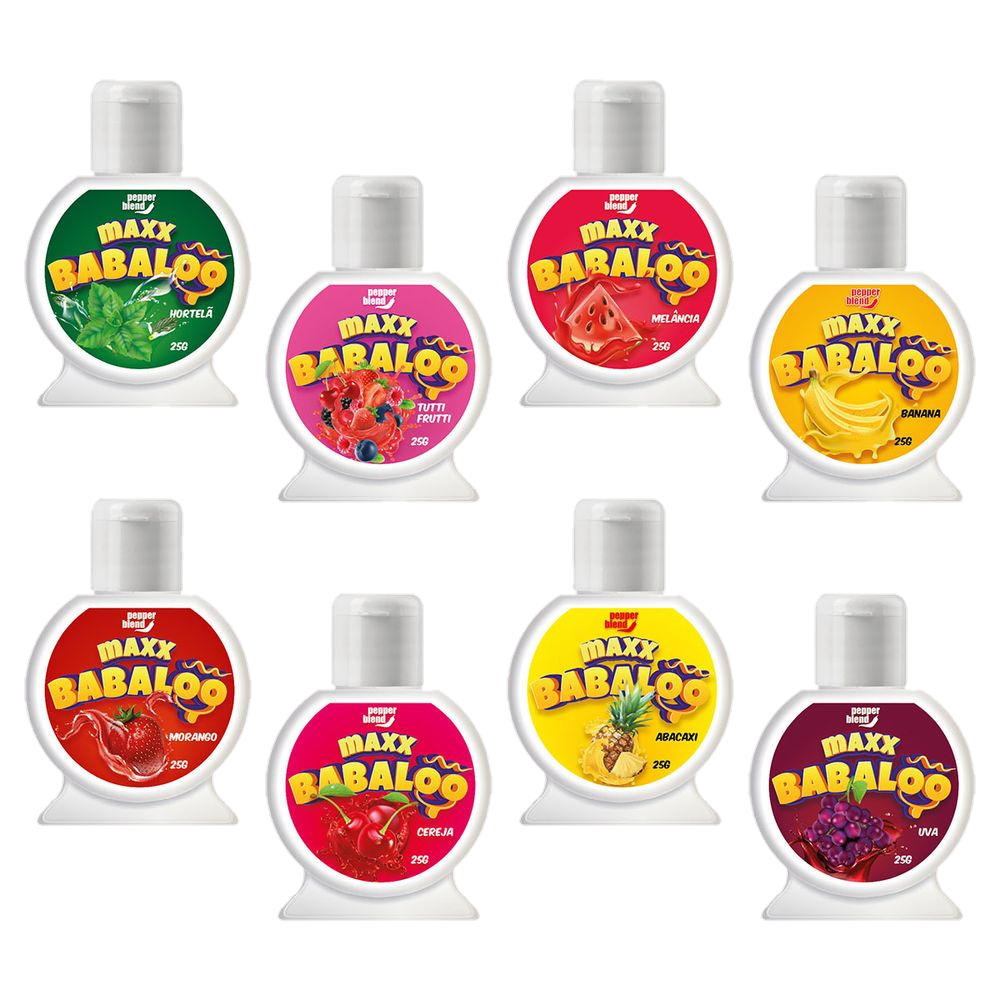 pepper
blend
MAXX
BABALOO
HORTELÃ
25G
pepper
blend
MAXX
BABALOO
TUTTI
FRUTTI
25G
pepper
blend
MAXX
BABALOO
MELÂNCIA
25G
pepper
blend
MAXX
BABALOO
BANANA
25G
pepper
blend
MAXX
BABALOO
MORANGO
25G
pepper
blend
MAXX
BABALOO
CEREJA
25G
pepper
blend
MAXX
BABALOO
ABACAXI
25G
pepper
blend
MAXX
BABALOO
UVA
25G